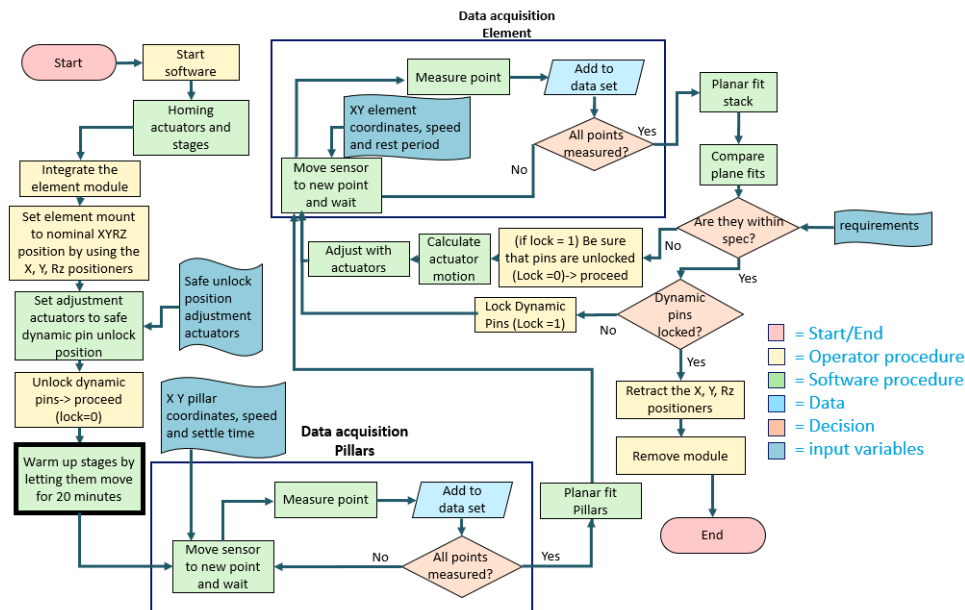 Start
Start
software
Homing
actuators and
stages
Integrate the
element module
Set element mount
to nominal XYRZ
position by using the
X, Y, Rz positioners
Set adjustment
actuators to safe
dynamic pin unlock
position
Safe unlock
position
adjustment
actuators
Unlock dynamic
pins-> proceed
(lock=0)
Warm up stages by
letting them move
for 20 minutes
X Y pillar
coordinates, speed
and settle time
Data acquisition
Pillars
Measure point
Add to
data set
Move sensor
to new point
and wait
No
All points
measured?
Yes
Planar fit
Pillars
Data acquisition
Element
Measure point
Add to
data set
XY element
coordinates, speed
and rest period
All points
measured?
Yes
No
Move sensor
to new point
and wait
Planar fit
stack
Compare
plane fits
Are they within
spec?
requirements
No
Yes
(if lock = 1) Be sure
that pins are unlocked
(Lock =0)-> proceed
Calculate
actuator
motion
Adjust with
actuators
Dynamic
pins
locked?
No
Lock Dynamic
Pins (Lock =1)
Yes
Retract the X, Y, Rz
positioners
Remove module
End
= Start/End
= Operator procedure
= Software procedure
= Data
= Decision
= input variables